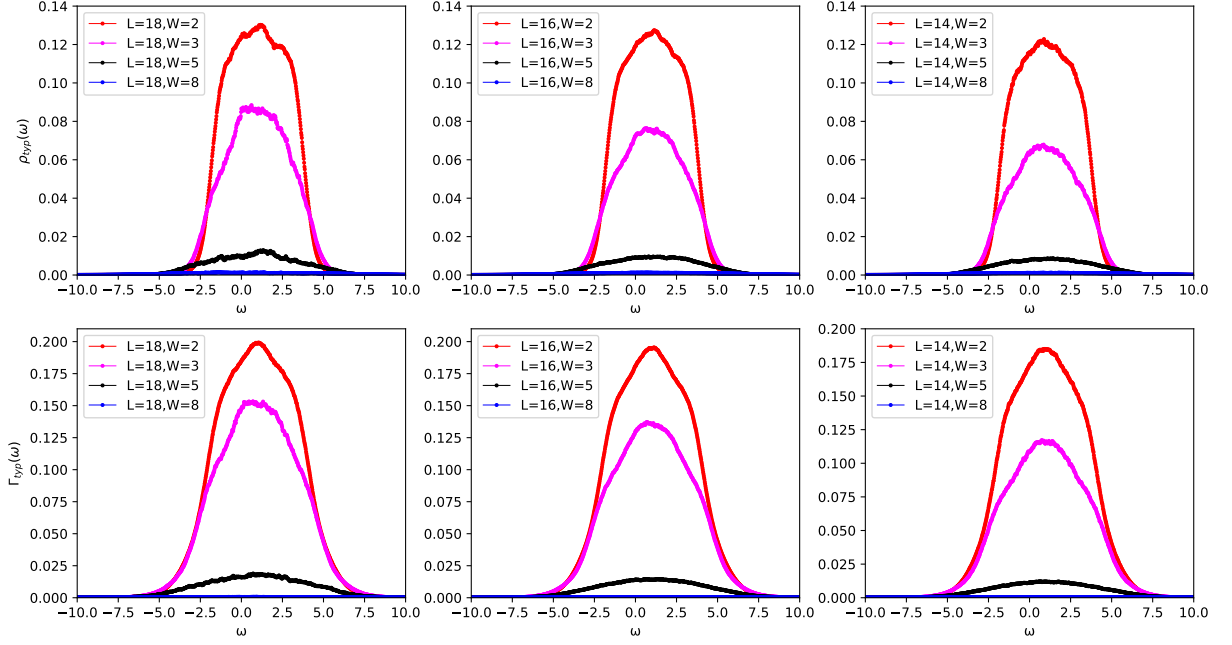 0.14
0.12
0.10
0.08
0.06
0.04
0.02
0.00
ρtyp(ω)
−10.0 −7.5 −5.0 −2.5 0.0 2.5 5.0 7.5 10.0
ω
L=18,W=2
L=18,W=3
L=18,W=5
L=18,W=8
0.14
0.12
0.10
0.08
0.06
0.04
0.02
0.00
−10.0 −7.5 −5.0 −2.5 0.0 2.5 5.0 7.5 10.0
ω
L=16,W=2
L=16,W=3
L=16,W=5
L=16,W=8
0.14
0.12
0.10
0.08
0.06
0.04
0.02
0.00
−10.0 −7.5 −5.0 −2.5 0.0 2.5 5.0 7.5 10.0
ω
L=14,W=2
L=14,W=3
L=14,W=5
L=14,W=8
0.200
0.175
0.150
0.125
0.100
0.075
0.050
0.025
0.000
Γtyp(ω)
−10.0 −7.5 −5.0 −2.5 0.0 2.5 5.0 7.5 10.0
ω
L=18,W=2
L=18,W=3
L=18,W=5
L=18,W=8
0.200
0.175
0.150
0.125
0.100
0.075
0.050
0.025
0.000
−10.0 −7.5 −5.0 −2.5 0.0 2.5 5.0 7.5 10.0
ω
L=16,W=2
L=16,W=3
L=16,W=5
L=16,W=8
0.200
0.175
0.150
0.125
0.100
0.075
0.050
0.025
0.000
−10.0 −7.5 −5.0 −2.5 0.0 2.5 5.0 7.5 10.0
ω
L=14,W=2
L=14,W=3
L=14,W=5
L=14,W=8